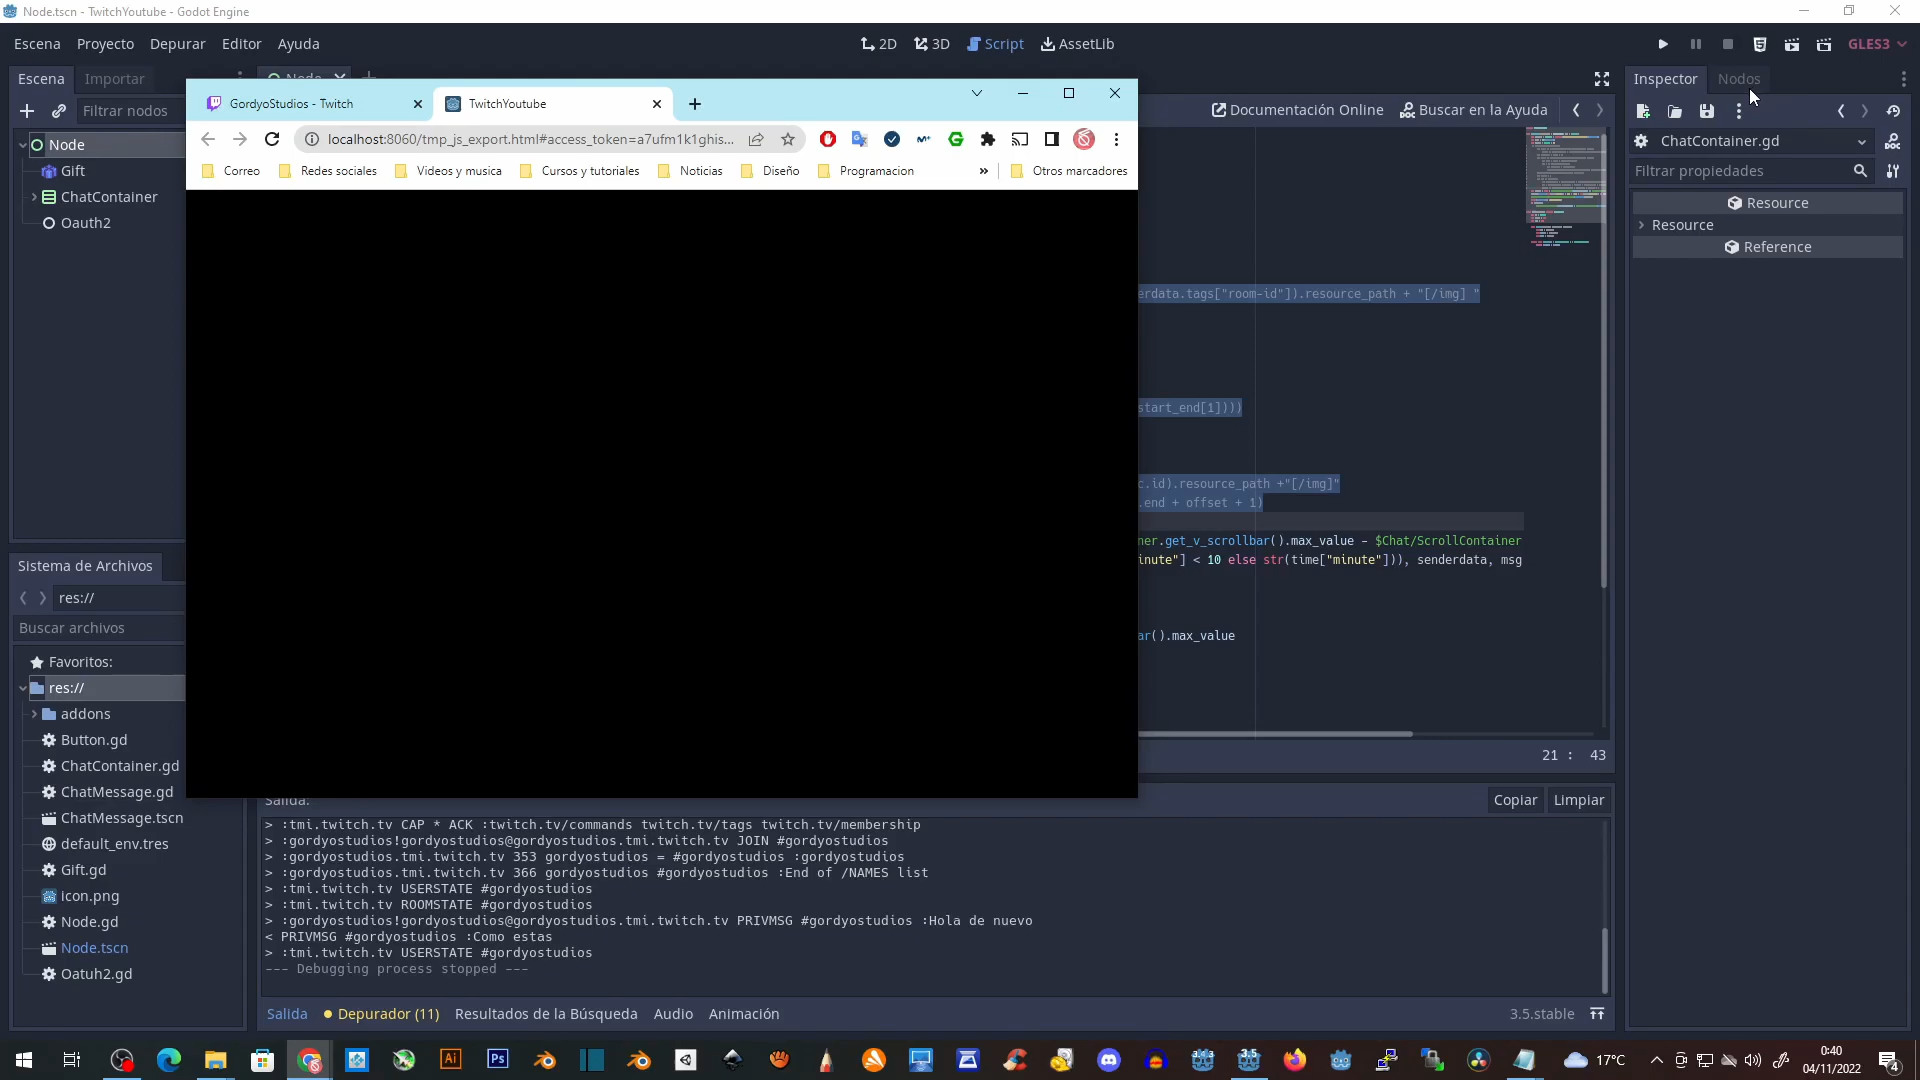 Node.tscn - TwitchYoutube - Godot Engine
Escena Proyecto Depurar Editor Ayuda
2D 3D Script AssetLib
GLES3
Escena Importar
Filtrar nodos
Node
Gift
ChatContainer
Oauth2
GordyoStudios - Twitch
TwitchYoutube
localhost:8060/tmp_js_export.html#access_token=a7ufm1k1ghis...
Correo Redes sociales Videos y musica Cursos y tutoriales Noticias Diseño Programacion » Otros marcadores
Documentación Online Buscar en la Ayuda
erdata.tags["room-id"]).resource_path + "[/img] "
start_end[1])))
c.id).resource_path +"[/img]"
.end + offset + 1)
ner.get_v_scrollbar().max_value - $Chat/ScrollContainer
inute"] < 10 else str(time["minute"])), senderdata, msg
ar().max_value
21 : 43
Inspector Nodos
ChatContainer.gd
Filtrar propiedades
Resource
Resource
Reference
Sistema de Archivos
res://
Buscar archivos
Favoritos:
res://
addons
Button.gd
ChatContainer.gd
ChatMessage.gd
ChatMessage.tscn
default_env.tres
Gift.gd
icon.png
Node.gd
Node.tscn
Oatuh2.gd
Salida:
Copiar Limpiar
> :tmi.twitch.tv CAP * ACK :twitch.tv/commands twitch.tv/tags twitch.tv/membership
> :gordyostudios!gordyostudios@gordyostudios.tmi.twitch.tv JOIN #gordyostudios
> :gordyostudios.tmi.twitch.tv 353 gordyostudios = #gordyostudios :gordyostudios
> :gordyostudios.tmi.twitch.tv 366 gordyostudios #gordyostudios :End of /NAMES list
> :tmi.twitch.tv USERSTATE #gordyostudios
> :tmi.twitch.tv ROOMSTATE #gordyostudios
> :gordyostudios!gordyostudios@gordyostudios.tmi.twitch.tv PRIVMSG #gordyostudios :Hola de nuevo
< PRIVMSG #gordyostudios :Como estas
> :tmi.twitch.tv USERSTATE #gordyostudios
--- Debugging process stopped ---
Salida Depurador (11) Resultados de la Búsqueda Audio Animación
3.5.stable
Ai Ps 3.4.3 3.5
17°C
0:40
04/11/2022
4